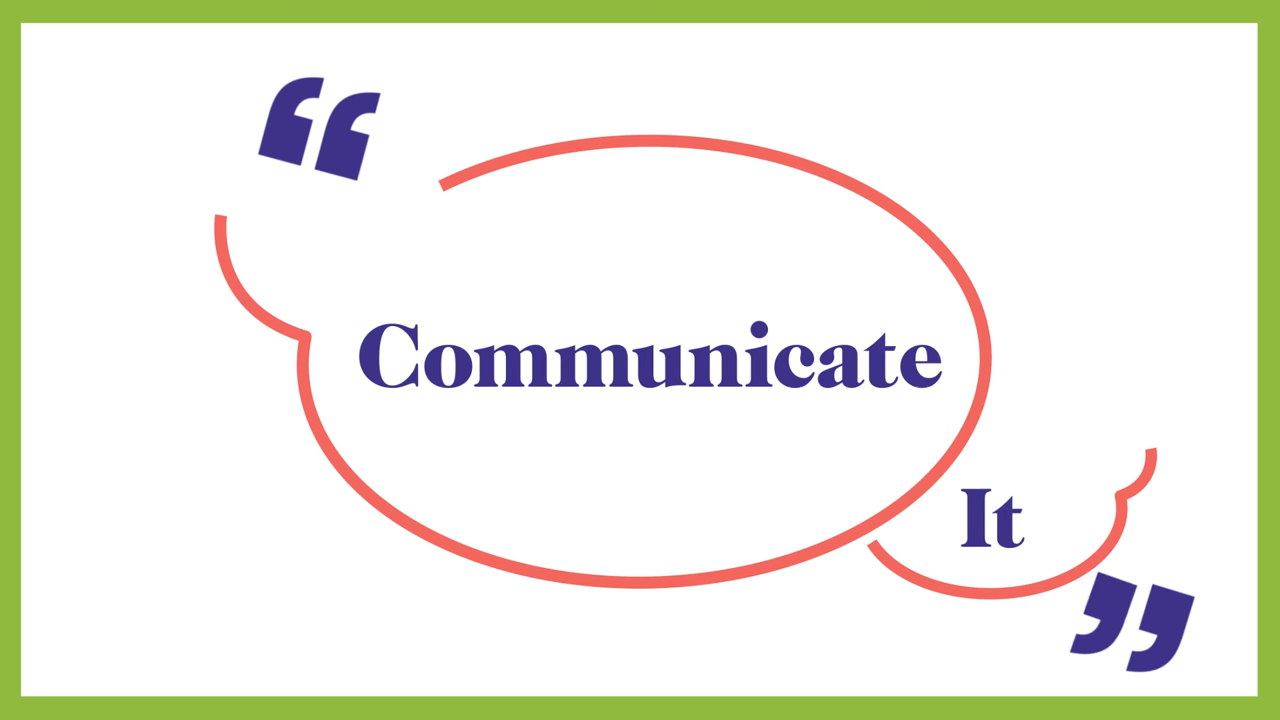 “
Communicate
It
”